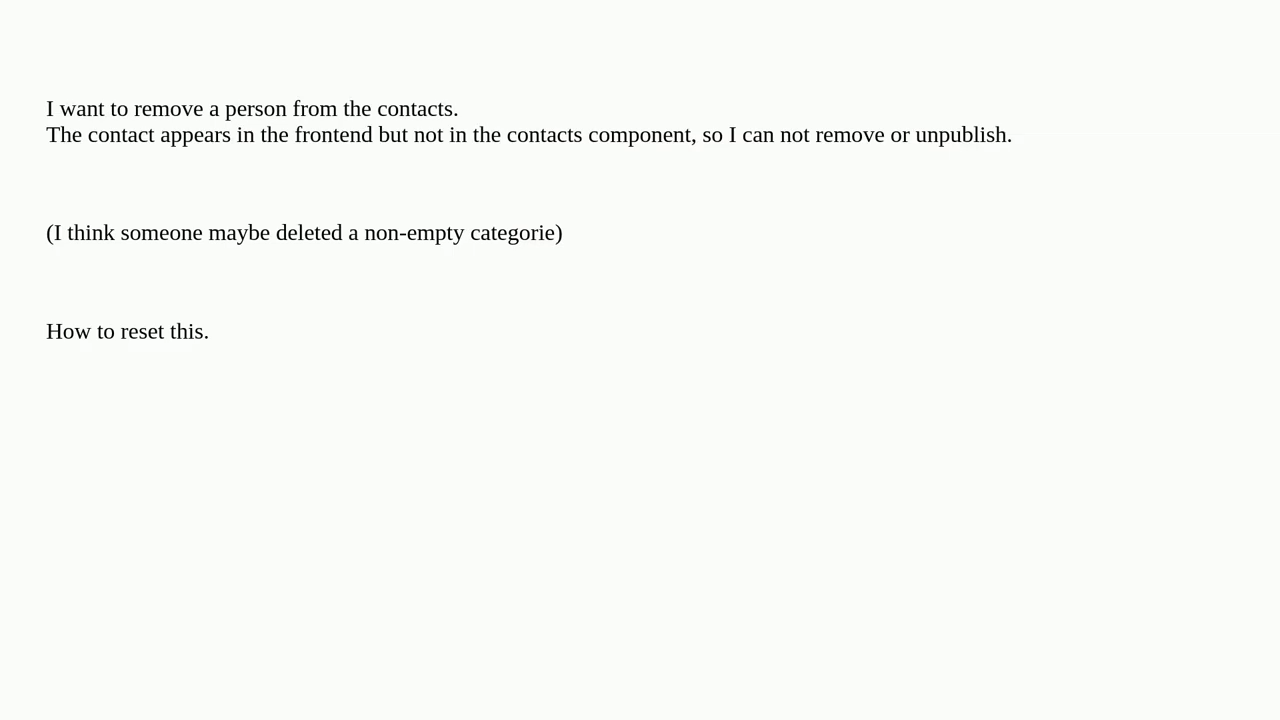 I want to remove a person from the contacts.
The contact appears in the frontend but not in the contacts component, so I can not remove or unpublish.
(I think someone maybe deleted a non-empty categorie)
How to reset this.